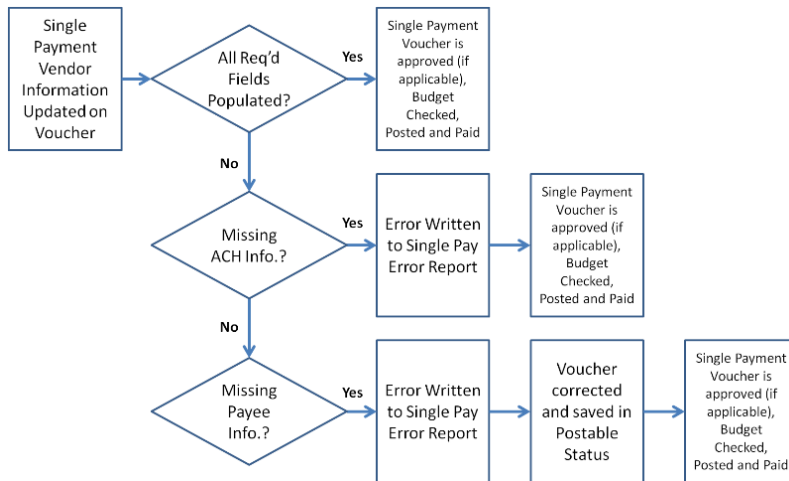 Single
Payment
Vendor
Information
Updated on
Voucher
All Req'd
Fields
Populated?
Yes
Single Payment
Voucher is
approved (if
applicable),
Budget
Checked,
Posted and Paid
No
Missing
ACH Info.?
Yes
Error Written
to Single Pay
Error Report
Single Payment
Voucher is
approved (if
applicable),
Budget
Checked,
Posted and Paid
No
Missing
Payee
Info.?
Yes
Error Written
to Single Pay
Error Report
Voucher
corrected
and saved in
Postable
Status
Single Payment
Voucher is
approved (if
applicable),
Budget
Checked,
Posted and Paid